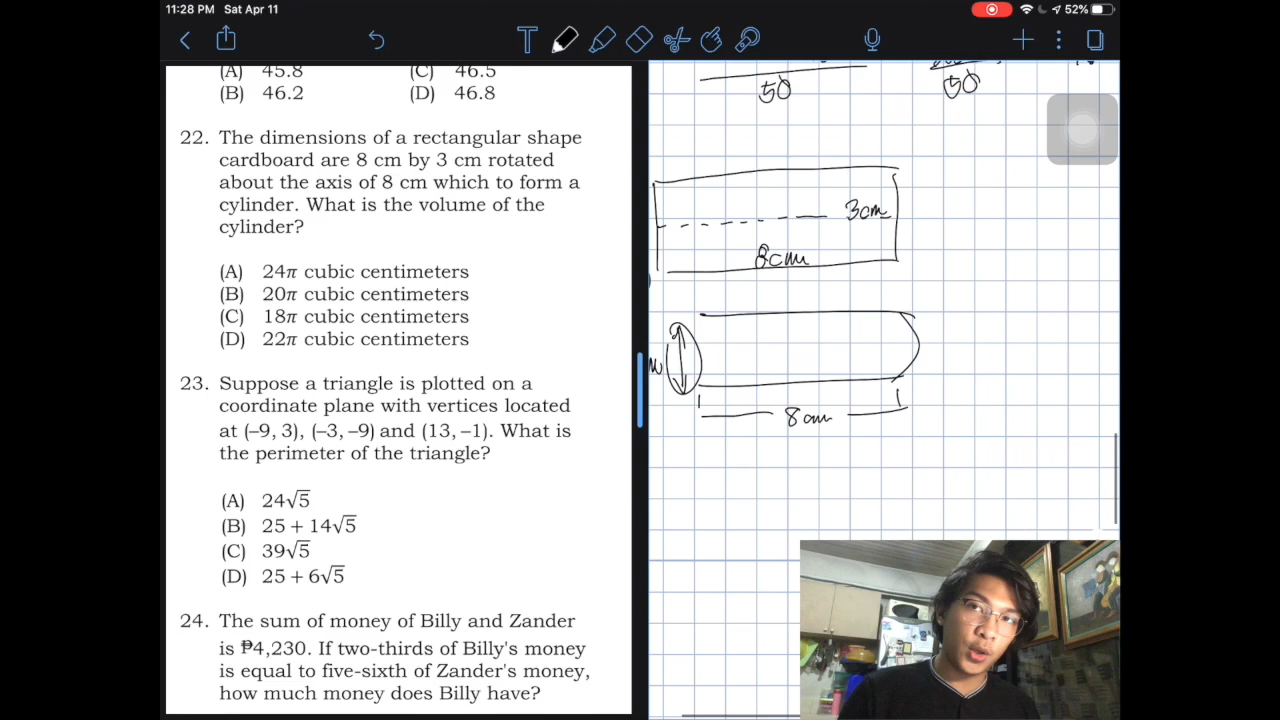 11:28 PM Sat Apr 11
52%
(A) 45.8 (C) 46.5
(B) 46.2 (D) 46.8
22. The dimensions of a rectangular shape
cardboard are 8 cm by 3 cm rotated
about the axis of 8 cm which to form a
cylinder. What is the volume of the
cylinder?
(A) 24π cubic centimeters
(B) 20π cubic centimeters
(C) 18π cubic centimeters
(D) 22π cubic centimeters
23. Suppose a triangle is plotted on a
coordinate plane with vertices located
at (–9, 3), (–3, –9) and (13, –1). What is
the perimeter of the triangle?
(A) 24√5
(B) 25 + 14√5
(C) 39√5
(D) 25 + 6√5
24. The sum of money of Billy and Zander
is ₱4,230. If two-thirds of Billy's money
is equal to five-sixth of Zander's money,
how much money does Billy have?
50 50
3cm
8cm
8cm